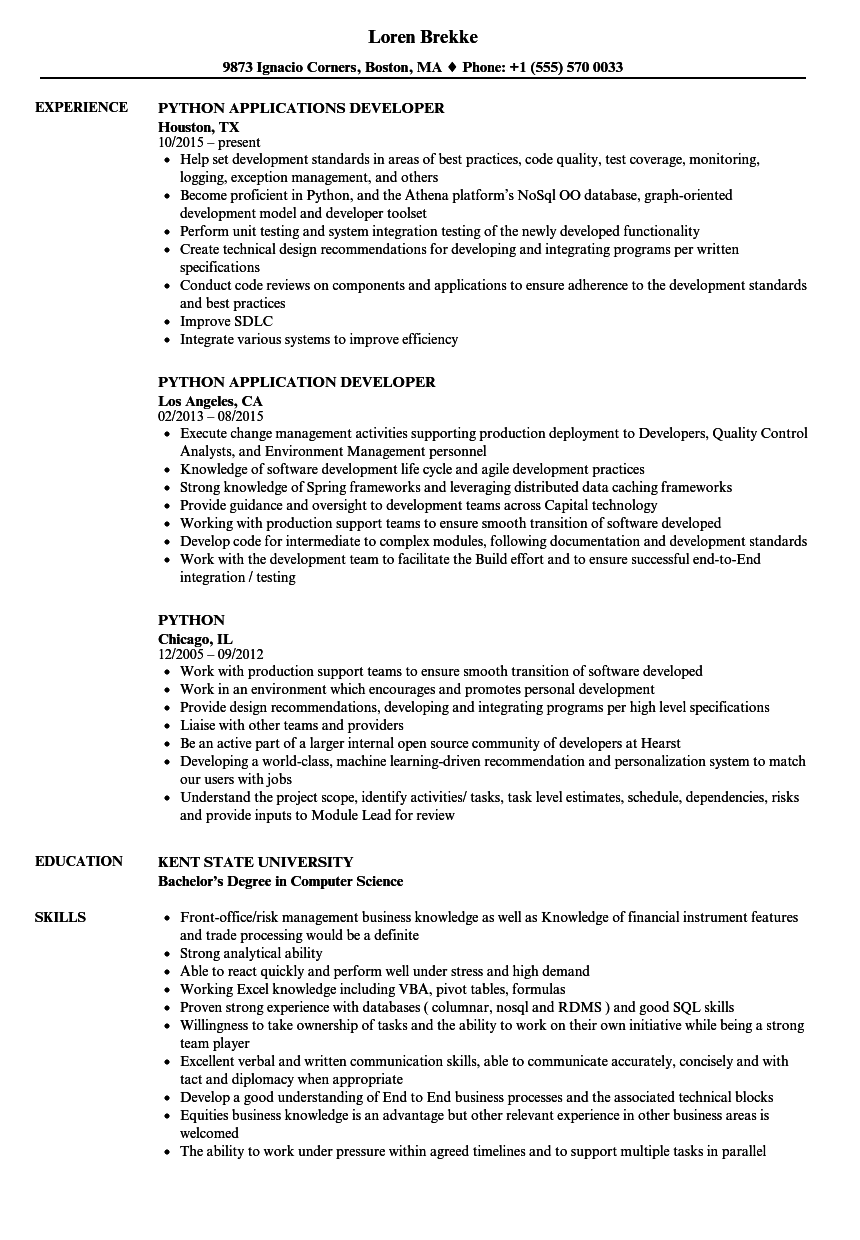 Loren Brekke
9873 Ignacio Corners, Boston, MA ♦ Phone: +1 (555) 570 0033
EXPERIENCE
PYTHON APPLICATIONS DEVELOPER
Houston, TX
10/2015 – present
• Help set development standards in areas of best practices, code quality, test coverage, monitoring,
logging, exception management, and others
• Become proficient in Python, and the Athena platform's NoSql OO database, graph-oriented
development model and developer toolset
• Perform unit testing and system integration testing of the newly developed functionality
• Create technical design recommendations for developing and integrating programs per written
specifications
• Conduct code reviews on components and applications to ensure adherence to the development standards
and best practices
• Improve SDLC
• Integrate various systems to improve efficiency
PYTHON APPLICATION DEVELOPER
Los Angeles, CA
02/2013 – 08/2015
• Execute change management activities supporting production deployment to Developers, Quality Control
Analysts, and Environment Management personnel
• Knowledge of software development life cycle and agile development practices
• Strong knowledge of Spring frameworks and leveraging distributed data caching frameworks
• Provide guidance and oversight to development teams across Capital technology
• Working with production support teams to ensure smooth transition of software developed
• Develop code for intermediate to complex modules, following documentation and development standards
• Work with the development team to facilitate the Build effort and to ensure successful end-to-End
integration / testing
PYTHON
Chicago, IL
12/2005 – 09/2012
• Work with production support teams to ensure smooth transition of software developed
• Work in an environment which encourages and promotes personal development
• Provide design recommendations, developing and integrating programs per high level specifications
• Liaise with other teams and providers
• Be an active part of a larger internal open source community of developers at Hearst
• Developing a world-class, machine learning-driven recommendation and personalization system to match
our users with jobs
• Understand the project scope, identify activities/ tasks, task level estimates, schedule, dependencies, risks
and provide inputs to Module Lead for review
EDUCATION
KENT STATE UNIVERSITY
Bachelor's Degree in Computer Science
SKILLS
• Front-office/risk management business knowledge as well as Knowledge of financial instrument features
and trade processing would be a definite
• Strong analytical ability
• Able to react quickly and perform well under stress and high demand
• Working Excel knowledge including VBA, pivot tables, formulas
• Proven strong experience with databases ( columnar, nosql and RDMS ) and good SQL skills
• Willingness to take ownership of tasks and the ability to work on their own initiative while being a strong
team player
• Excellent verbal and written communication skills, able to communicate accurately, concisely and with
tact and diplomacy when appropriate
• Develop a good understanding of End to End business processes and the associated technical blocks
• Equities business knowledge is an advantage but other relevant experience in other business areas is
welcomed
• The ability to work under pressure within agreed timelines and to support multiple tasks in parallel